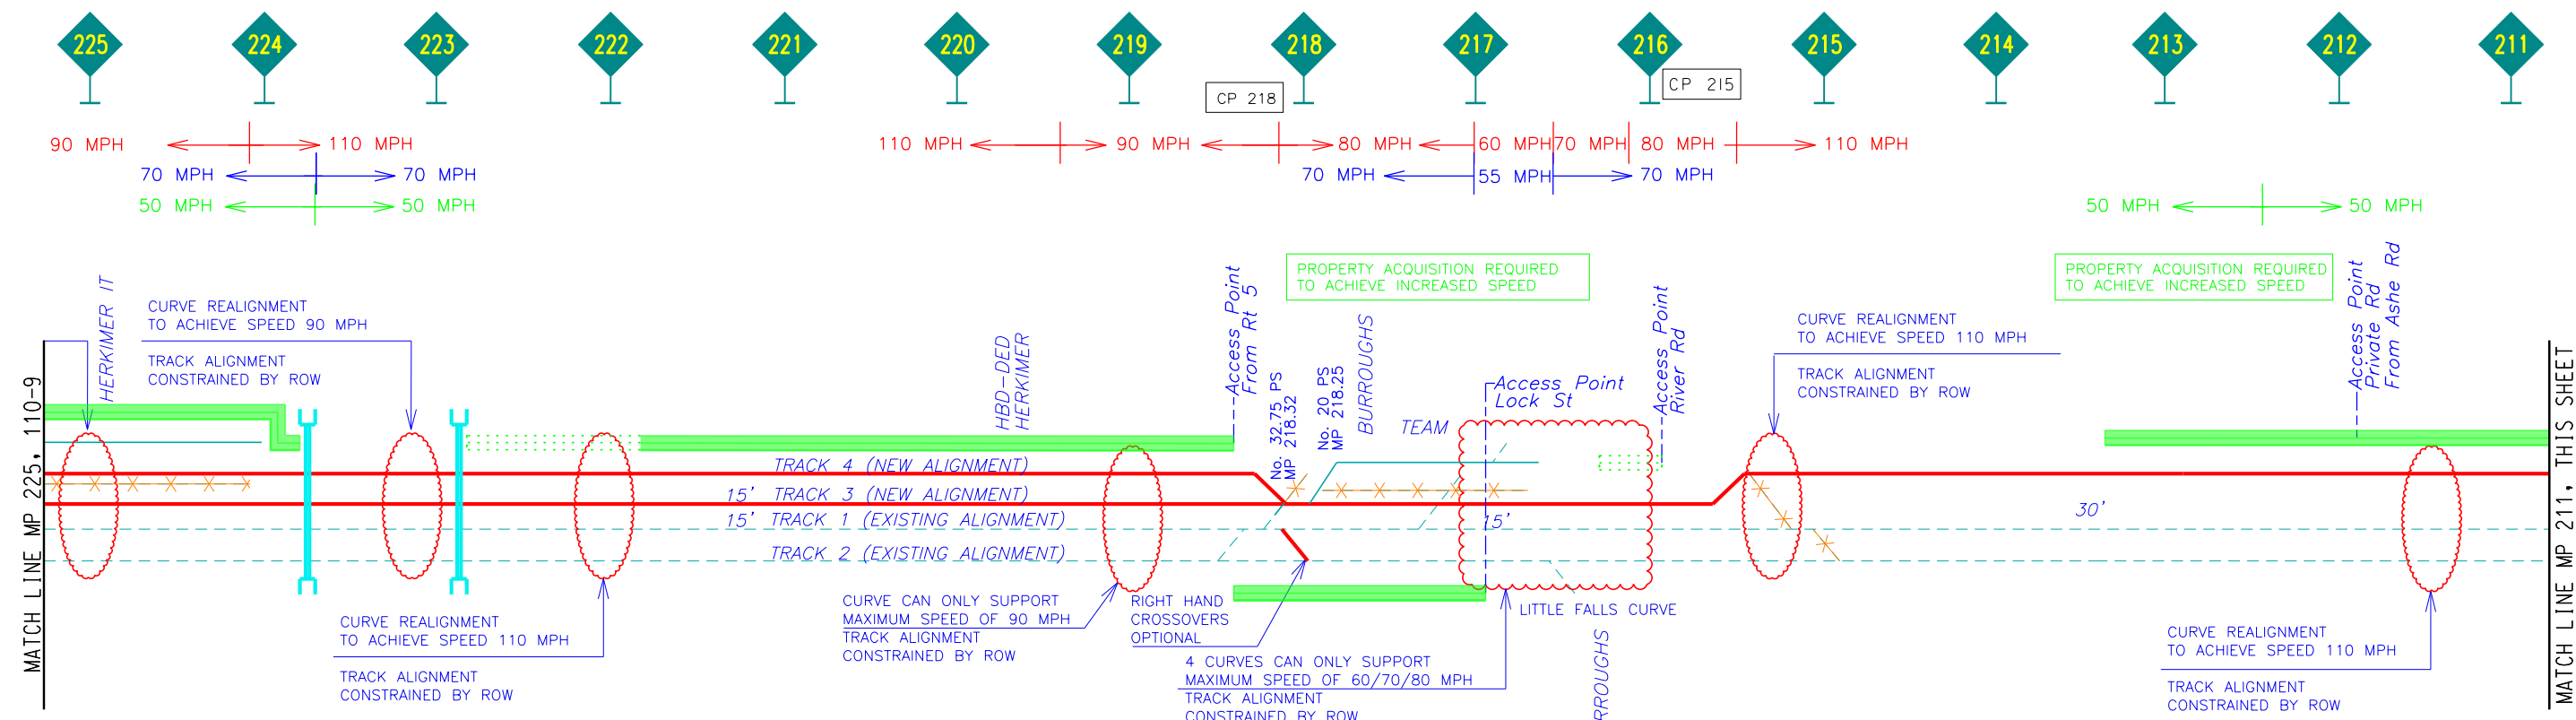 225 224 223 222 221 220 219 218 217 216 215 214 213 212 211
CP 218
CP 215
90 MPH 110 MPH 110 MPH 90 MPH 80 MPH 60 MPH 70 MPH 80 MPH 110 MPH
70 MPH 70 MPH 70 MPH 55 MPH 70 MPH
50 MPH 50 MPH 50 MPH 50 MPH
MATCH LINE MP 225, 110-9
HERKIMER IT
CURVE REALIGNMENT
TO ACHIEVE SPEED 90 MPH
TRACK ALIGNMENT
CONSTRAINED BY ROW
CURVE REALIGNMENT
TO ACHIEVE SPEED 110 MPH
TRACK ALIGNMENT
CONSTRAINED BY ROW
HBD-DED
HERKIMER
TRACK 4 (NEW ALIGNMENT)
15' TRACK 3 (NEW ALIGNMENT)
15' TRACK 1 (EXISTING ALIGNMENT)
TRACK 2 (EXISTING ALIGNMENT)
CURVE CAN ONLY SUPPORT
MAXIMUM SPEED OF 90 MPH
TRACK ALIGNMENT
CONSTRAINED BY ROW
Access Point
From Rt 5
PROPERTY ACQUISITION REQUIRED
TO ACHIEVE INCREASED SPEED
No. 32.75 PS
MP 218.32
No. 20 PS
MP 218.25
BURROUGHS
TEAM
Access Point
Lock St
15'
RIGHT HAND
CROSSOVERS
OPTIONAL
4 CURVES CAN ONLY SUPPORT
MAXIMUM SPEED OF 60/70/80 MPH
TRACK ALIGNMENT
CONSTRAINED BY ROW
LITTLE FALLS CURVE
RROUGHS
Access Point
River Rd
CURVE REALIGNMENT
TO ACHIEVE SPEED 110 MPH
TRACK ALIGNMENT
CONSTRAINED BY ROW
30'
PROPERTY ACQUISITION REQUIRED
TO ACHIEVE INCREASED SPEED
Access Point
Private Rd
From Ashe Rd
CURVE REALIGNMENT
TO ACHIEVE SPEED 110 MPH
TRACK ALIGNMENT
CONSTRAINED BY ROW
MATCH LINE MP 211, THIS SHEET